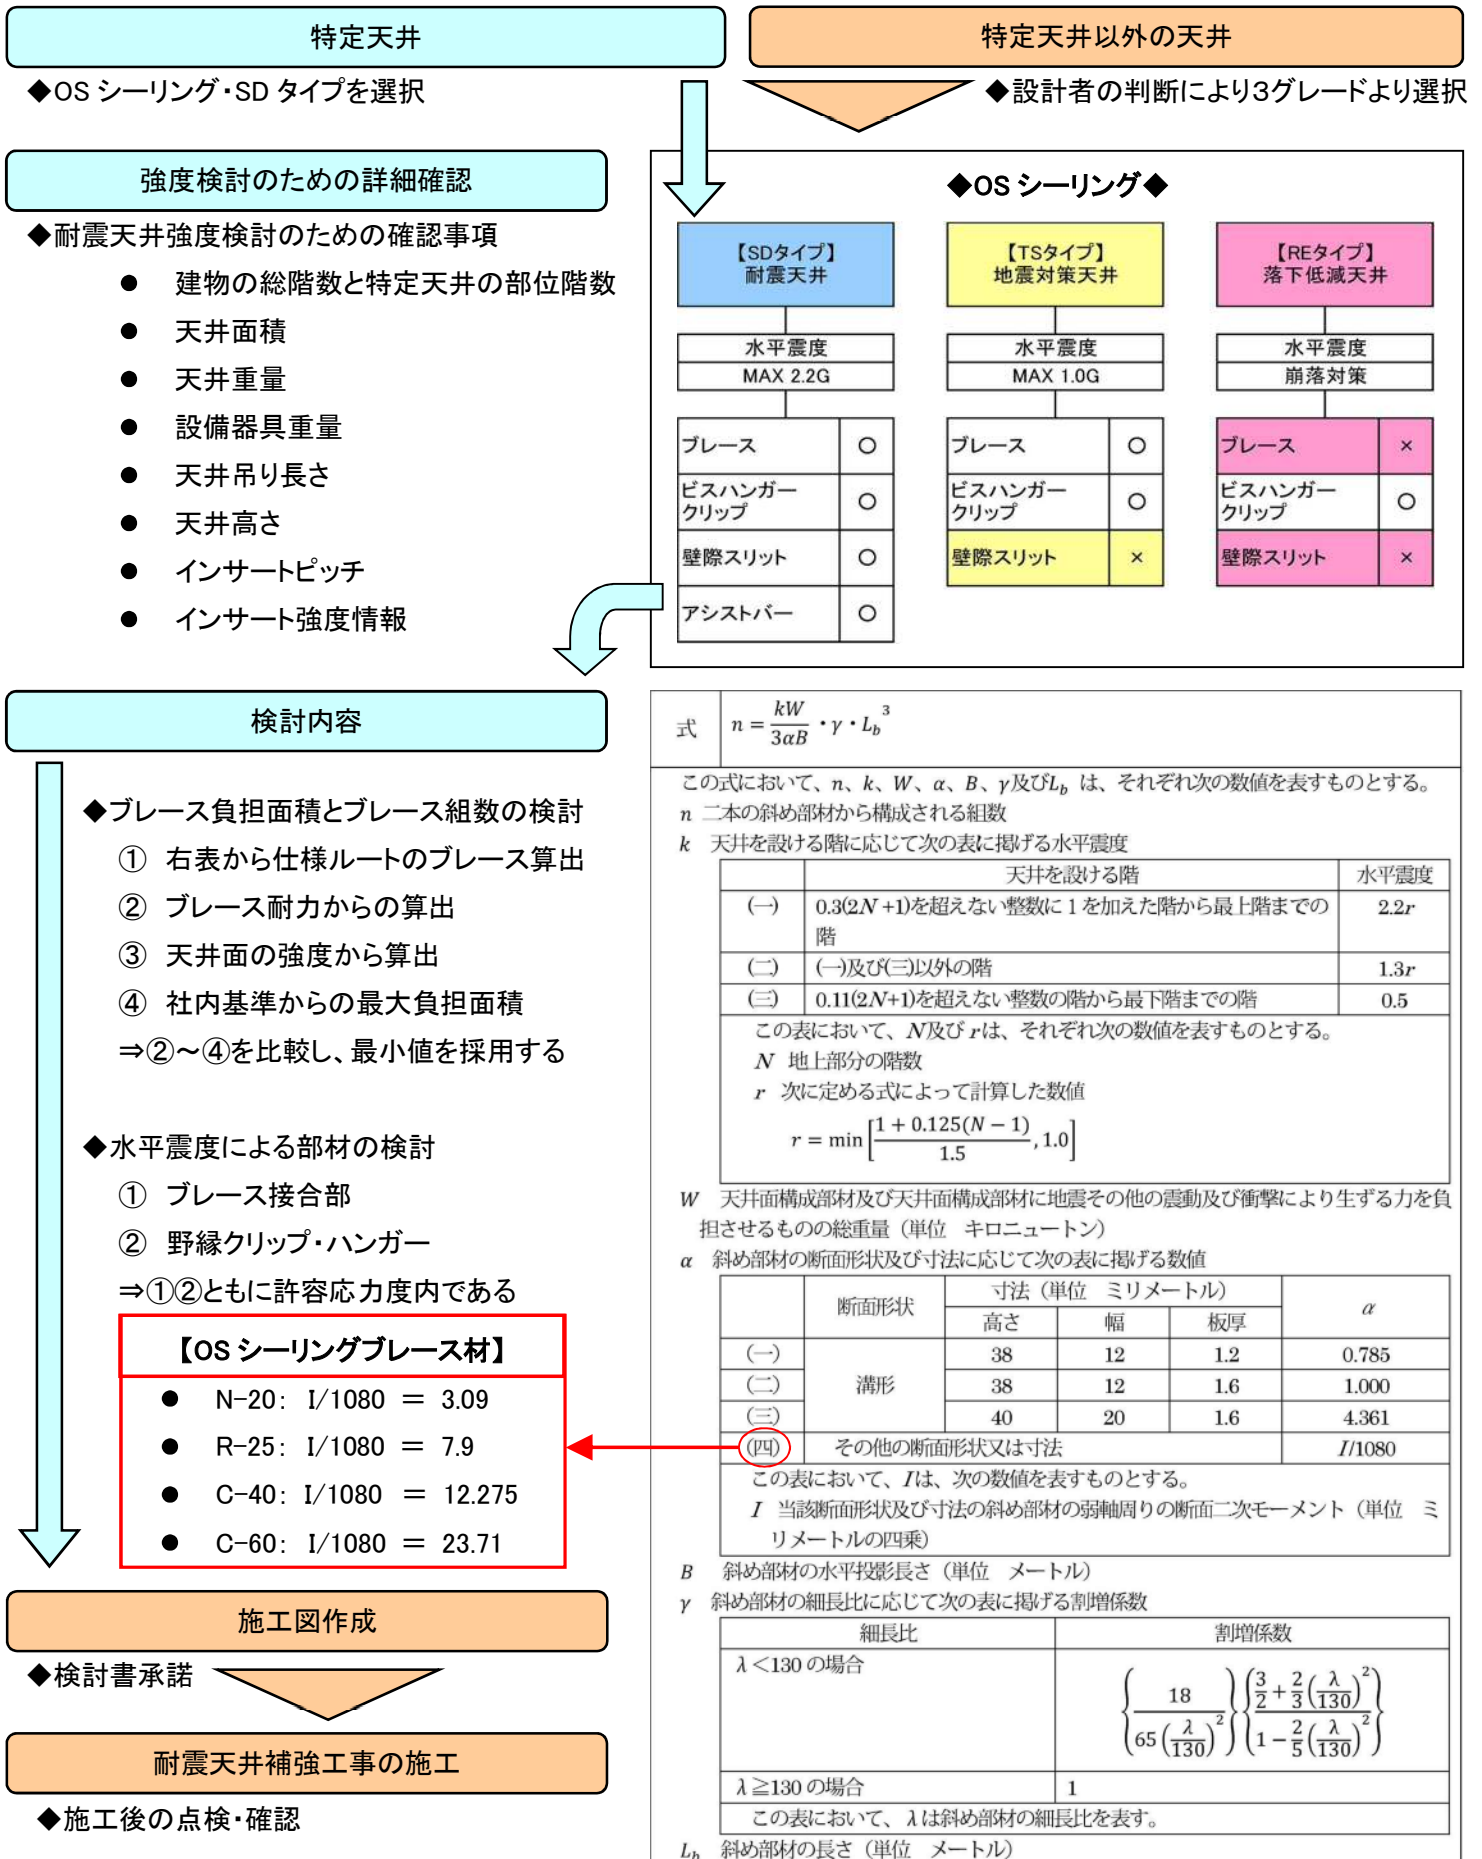 特定天井
特定天井以外の天井
◆OS シーリング・SD タイプを選択
◆設計者の判断により3グレードより選択
強度検討のための詳細確認
◆耐震天井強度検討のための確認事項
● 建物の総階数と特定天井の部位階数
● 天井面積
● 天井重量
● 設備器具重量
● 天井吊り長さ
● 天井高さ
● インサートピッチ
● インサート強度情報
◆OS シーリング◆
【SDタイプ】
耐震天井
水平震度
MAX 2.2G
ブレース ○
ビスハンガー
クリップ ○
壁際スリット ○
アシストバー ○
【TSタイプ】
地震対策天井
水平震度
MAX 1.0G
ブレース ○
ビスハンガー
クリップ ○
壁際スリット ×
【REタイプ】
落下低減天井
水平震度
崩落対策
ブレース ×
ビスハンガー
クリップ ○
壁際スリット ×
検討内容
◆ブレース負担面積とブレース組数の検討
① 右表から仕様ルートのブレース算出
② ブレース耐力からの算出
③ 天井面の強度から算出
④ 社内基準からの最大負担面積
⇒②～④を比較し、最小値を採用する
◆水平震度による部材の検討
① ブレース接合部
② 野縁クリップ・ハンガー
⇒①②ともに許容応力度内である
【OS シーリングブレース材】
● N-20: I/1080 = 3.09
● R-25: I/1080 = 7.9
● C-40: I/1080 = 12.275
● C-60: I/1080 = 23.71
施工図作成
◆検討書承諾
耐震天井補強工事の施工
◆施工後の点検・確認
式 n = kW/3αB ・γ・L_b³
この式において、n、k、W、α、B、γ及びL_b は、それぞれ次の数値を表すものとする。
n 二本の斜め部材から構成される組数
k 天井を設ける階に応じて次の表に掲げる水平震度
天井を設ける階 水平震度
(一) 0.3(2N+1)を超えない整数に1を加えた階から最上階までの 2.2r
階
(二) (一)及び(三)以外の階 1.3r
(三) 0.11(2N+1)を超えない整数の階から最下階までの階 0.5
この表において、N及びrは、それぞれ次の数値を表すものとする。
N 地上部分の階数
r 次に定める式によって計算した数値
r = min[(1 + 0.125(N − 1))/1.5, 1.0]
W 天井面構成部材及び天井面構成部材に地震その他の震動及び衝撃により生ずる力を負
担させるものの総重量（単位 キロニュートン）
α 斜め部材の断面形状及び寸法に応じて次の表に掲げる数値
断面形状 寸法（単位 ミリメートル） α
高さ 幅 板厚
(一) 38 12 1.2 0.785
(二) 溝形 38 12 1.6 1.000
(三) 40 20 1.6 4.361
(四) その他の断面形状又は寸法 I/1080
この表において、Iは、次の数値を表すものとする。
I 当該断面形状及び寸法の斜め部材の弱軸周りの断面二次モーメント（単位 ミ
リメートルの四乗）
B 斜め部材の水平投影長さ（単位 メートル）
γ 斜め部材の細長比に応じて次の表に掲げる割増係数
細長比 割増係数
λ＜130 の場合 {18/(65(λ/130)²)}{(3/2 + 2/3(λ/130)²)/(1 − 2/5(λ/130)²)}
λ≧130 の場合 1
この表において、λは斜め部材の細長比を表す。
L_b 斜め部材の長さ（単位 メートル）